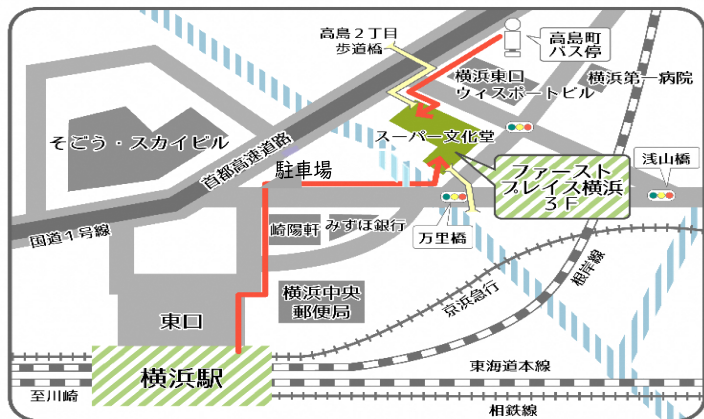 高島２丁目
歩道橋
高島町
バス停
横浜東口
ウィスポートビル
横浜第一病院
そごう・スカイビル
首都高速道路
スーパー文化堂
駐車場
ファースト
プレイス横浜
３Ｆ
浅山橋
国道１号線
崎陽軒
みずほ銀行
万里橋
横浜中央
郵便局
京浜急行
根岸線
東口
横浜駅
東海道本線
至川崎
相鉄線